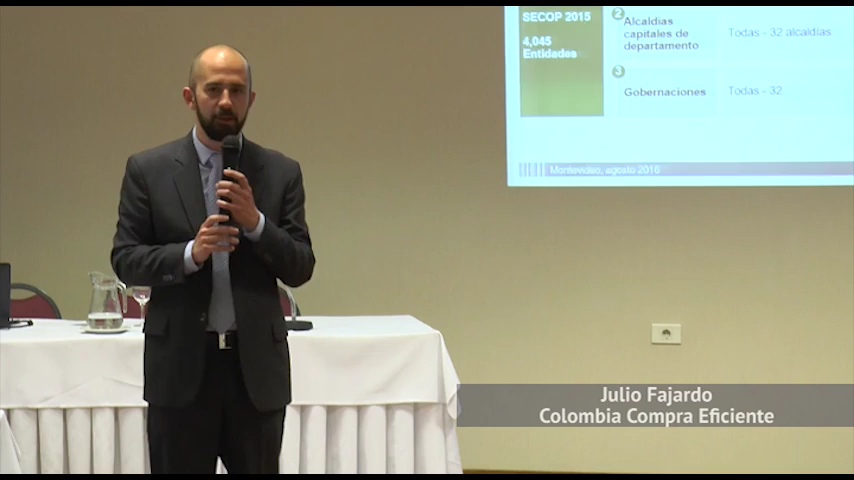 SECOP 2015
4,045
Entidades
2
Alcaldías
capitales de
departamento
Todas - 32 alcaldías
3
Gobernaciones
Todas - 32
Montevideo, agosto 2016
Julio Fajardo
Colombia Compra Eficiente